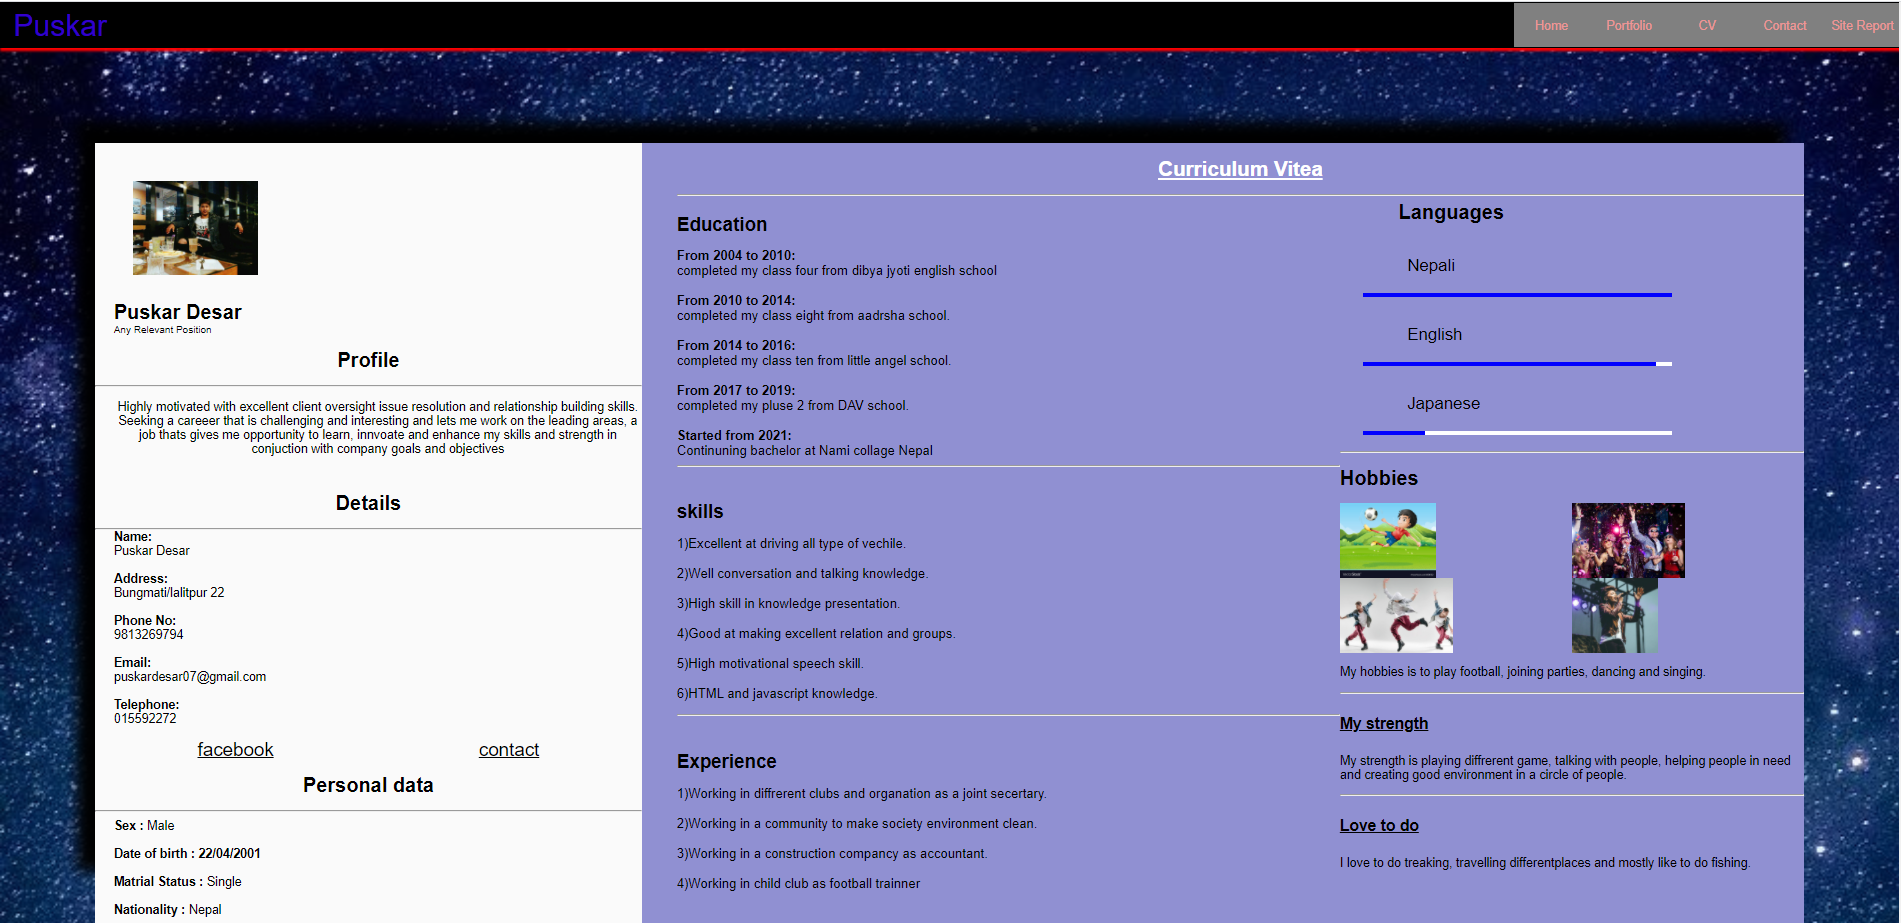 Puskar
Home Portfolio CV Contact Site Report
Puskar Desar
Any Relevant Position
Profile
Highly motivated with excellent client oversight issue resolution and relationship building skills.
Seeking a careeer that is challenging and interesting and lets me work on the leading areas, a
job thats gives me opportunity to learn, innvoate and enhance my skills and strength in
conjuction with company goals and objectives
Details
Name:
Puskar Desar
Address:
Bungmati/lalitpur 22
Phone No:
9813269794
Email:
puskardesar07@gmail.com
Telephone:
015592272
facebook contact
Personal data
Sex : Male
Date of birth : 22/04/2001
Matrial Status : Single
Nationality : Nepal
Curriculum Vitea
Education
From 2004 to 2010:
completed my class four from dibya jyoti english school
From 2010 to 2014:
completed my class eight from aadrsha school.
From 2014 to 2016:
completed my class ten from little angel school.
From 2017 to 2019:
completed my pluse 2 from DAV school.
Started from 2021:
Continuning bachelor at Nami collage Nepal
skills
1)Excellent at driving all type of vechile.
2)Well conversation and talking knowledge.
3)High skill in knowledge presentation.
4)Good at making excellent relation and groups.
5)High motivational speech skill.
6)HTML and javascript knowledge.
Experience
1)Working in diffrerent clubs and organation as a joint secertary.
2)Working in a community to make society environment clean.
3)Working in a construction compancy as accountant.
4)Working in child club as football trainner
Languages
Nepali
English
Japanese
Hobbies
My hobbies is to play football, joining parties, dancing and singing.
My strength
My strength is playing diffrerent game, talking with people, helping people in need
and creating good environment in a circle of people.
Love to do
I love to do treaking, travelling differentplaces and mostly like to do fishing.